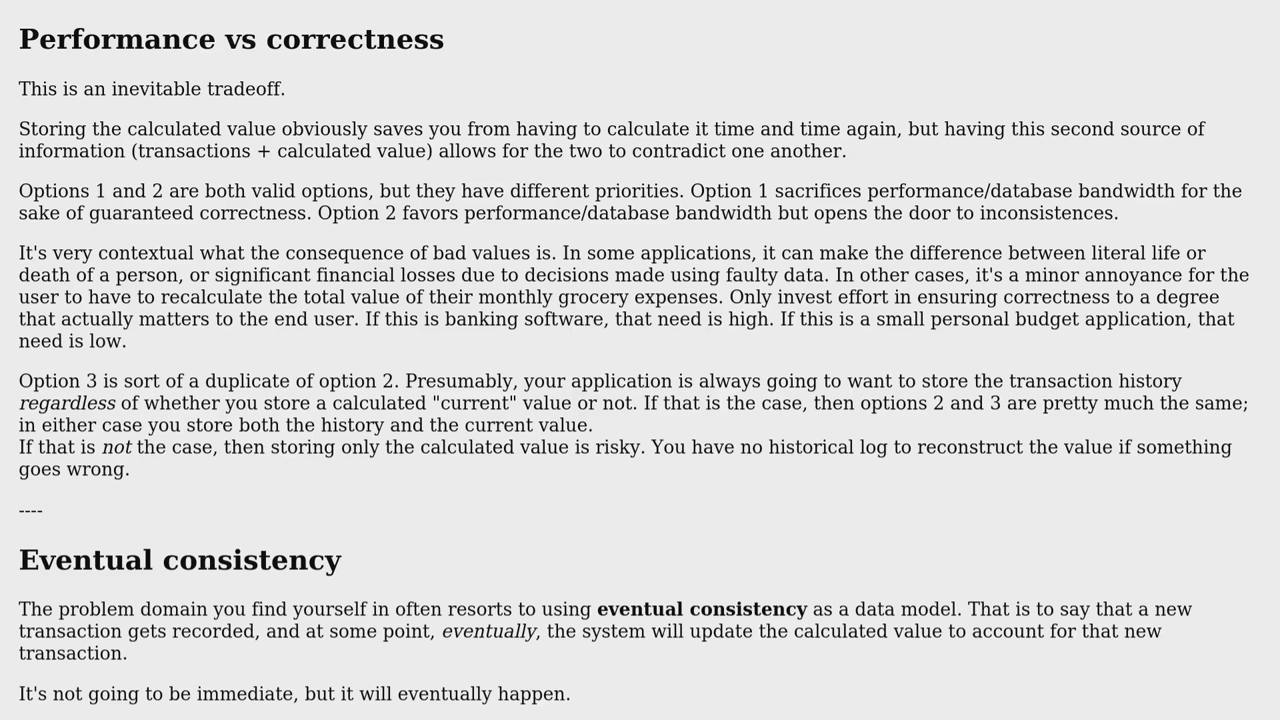 Performance vs correctness
This is an inevitable tradeoff.
Storing the calculated value obviously saves you from having to calculate it time and time again, but having this second source of
information (transactions + calculated value) allows for the two to contradict one another.
Options 1 and 2 are both valid options, but they have different priorities. Option 1 sacrifices performance/database bandwidth for the
sake of guaranteed correctness. Option 2 favors performance/database bandwidth but opens the door to inconsistences.
It's very contextual what the consequence of bad values is. In some applications, it can make the difference between literal life or
death of a person, or significant financial losses due to decisions made using faulty data. In other cases, it's a minor annoyance for the
user to have to recalculate the total value of their monthly grocery expenses. Only invest effort in ensuring correctness to a degree
that actually matters to the end user. If this is banking software, that need is high. If this is a small personal budget application, that
need is low.
Option 3 is sort of a duplicate of option 2. Presumably, your application is always going to want to store the transaction history
regardless of whether you store a calculated "current" value or not. If that is the case, then options 2 and 3 are pretty much the same;
in either case you store both the history and the current value.
If that is not the case, then storing only the calculated value is risky. You have no historical log to reconstruct the value if something
goes wrong.
----
Eventual consistency
The problem domain you find yourself in often resorts to using eventual consistency as a data model. That is to say that a new
transaction gets recorded, and at some point, eventually, the system will update the calculated value to account for that new
transaction.
It's not going to be immediate, but it will eventually happen.